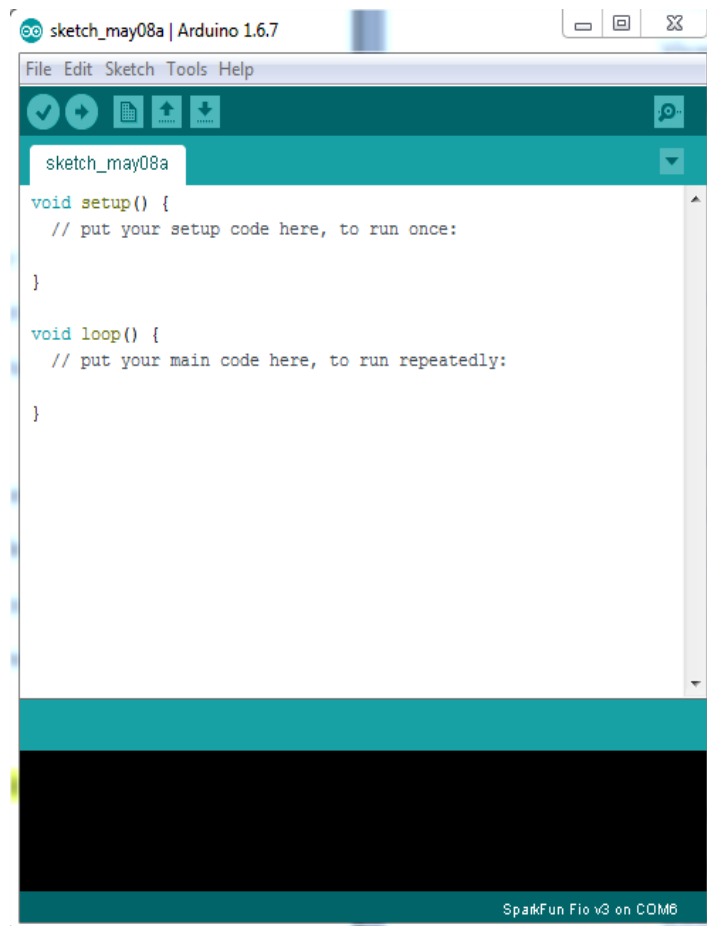 sketch_may08a | Arduino 1.6.7
File Edit Sketch Tools Help
sketch_may08a
void setup() {
  // put your setup code here, to run once:
}
void loop() {
  // put your main code here, to run repeatedly:
}
SparkFun Fio v3 on COM6